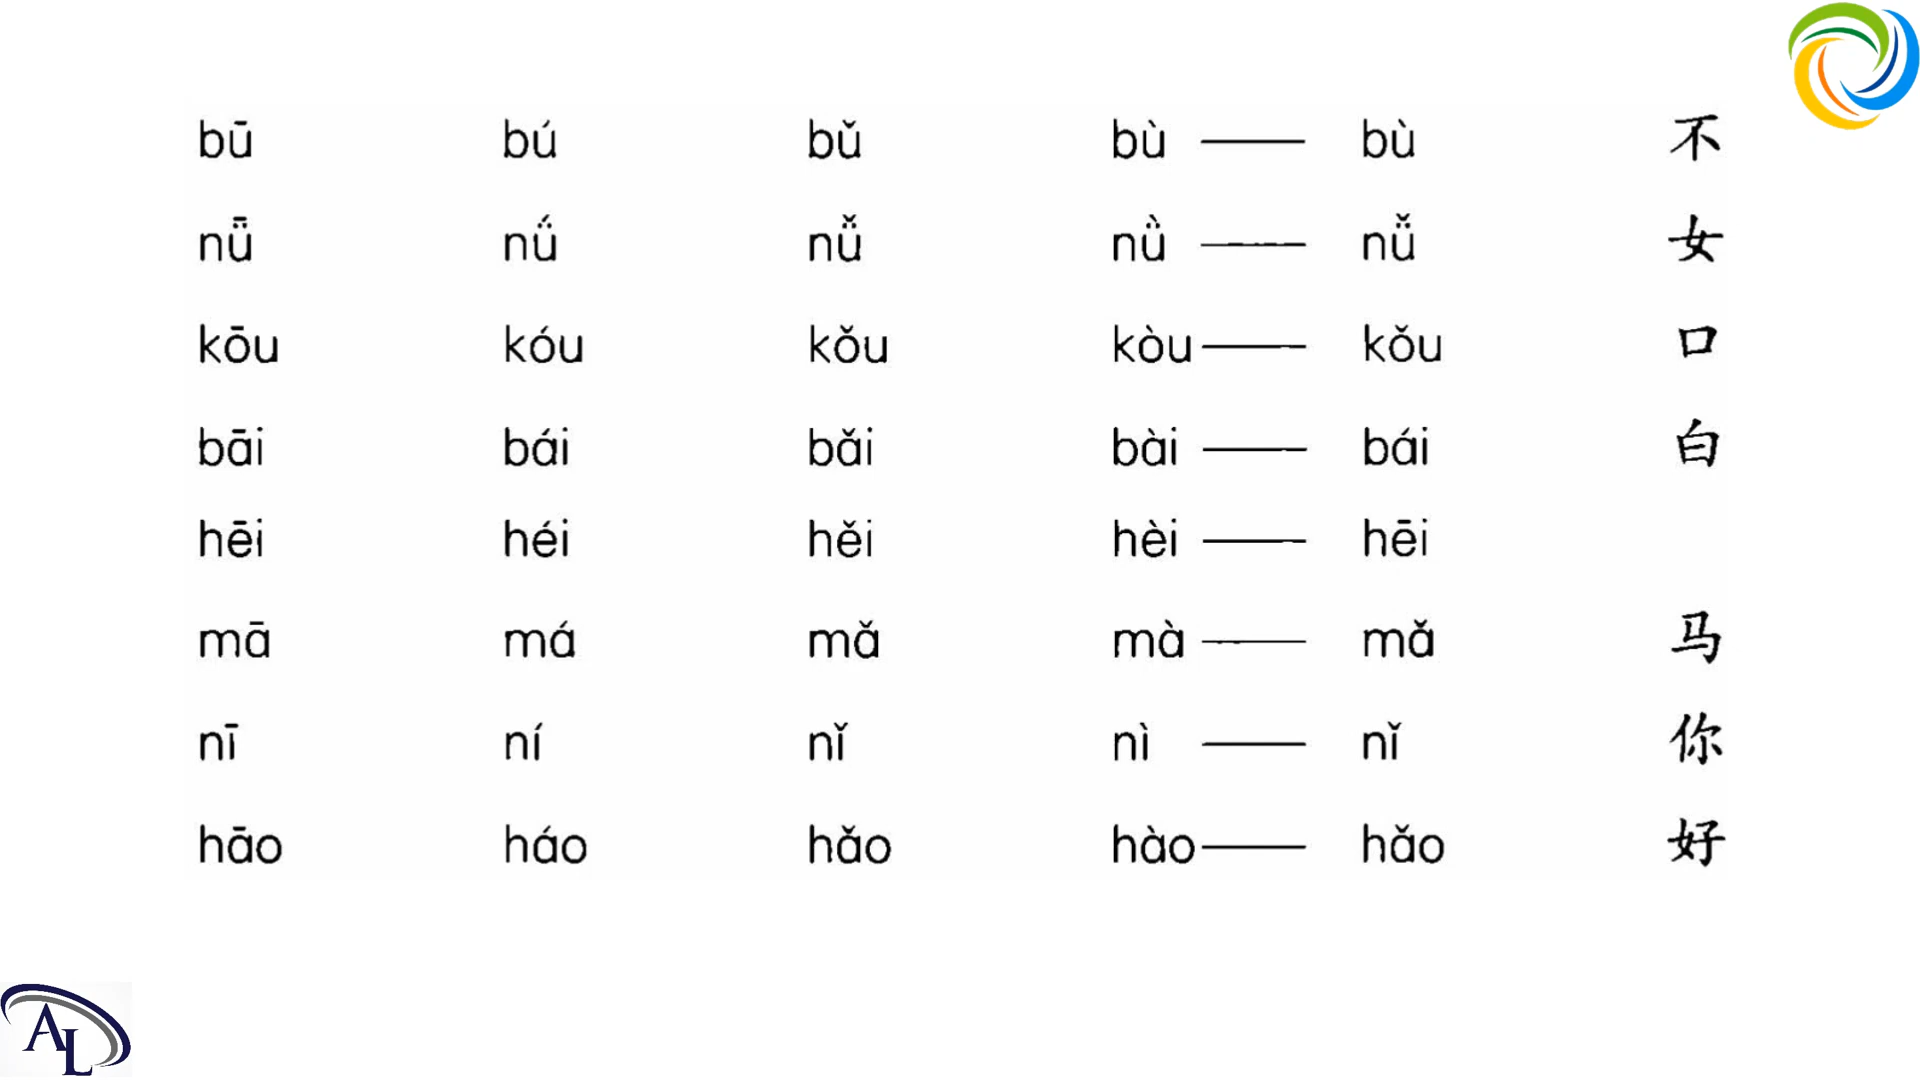 bū bú bǔ bù —— bù 不
nǖ nǘ nǚ nǜ —— nǚ 女
kōu kóu kǒu kòu —— kǒu 口
bāi bái bǎi bài —— bái 白
hēi héi hěi hèi —— hēi
mā má mǎ mà —— mǎ 马
nī ní nǐ nì —— nǐ 你
hāo háo hǎo hào —— hǎo 好
AL